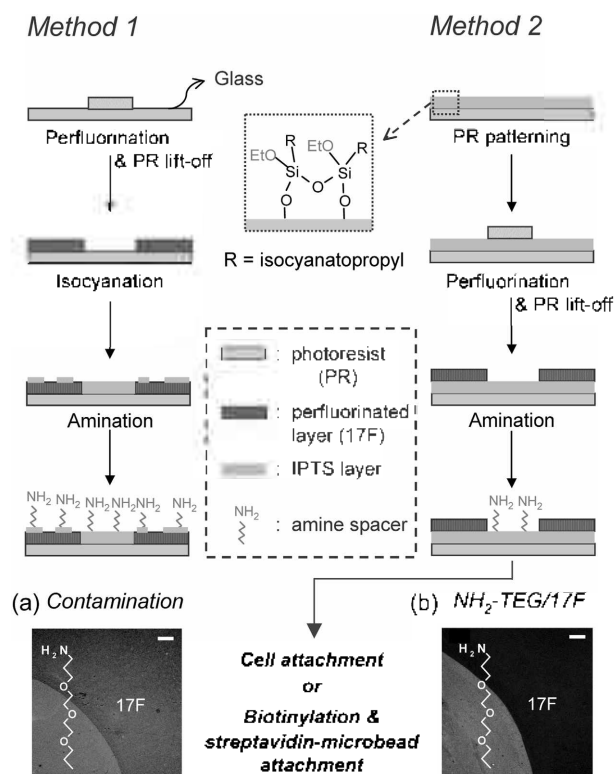 Method 1
Method 2
Glass
Perfluorination
& PR lift-off
Isocyanation
Amination
NH2 NH2 NH2 NH2 NH2 NH2
R
EtO
Si
O
EtO
R
Si
O
O
R = isocyanatopropyl
: photoresist
(PR)
: perfluorinated
layer (17F)
: IPTS layer
NH2
: amine spacer
PR patterning
Perfluorination
& PR lift-off
Amination
NH2 NH2
(a) Contamination
H2N
O
O
O
17F
Cell attachment
or
Biotinylation &
streptavidin-microbead
attachment
(b) NH2-TEG/17F
H2N
O
O
O
17F